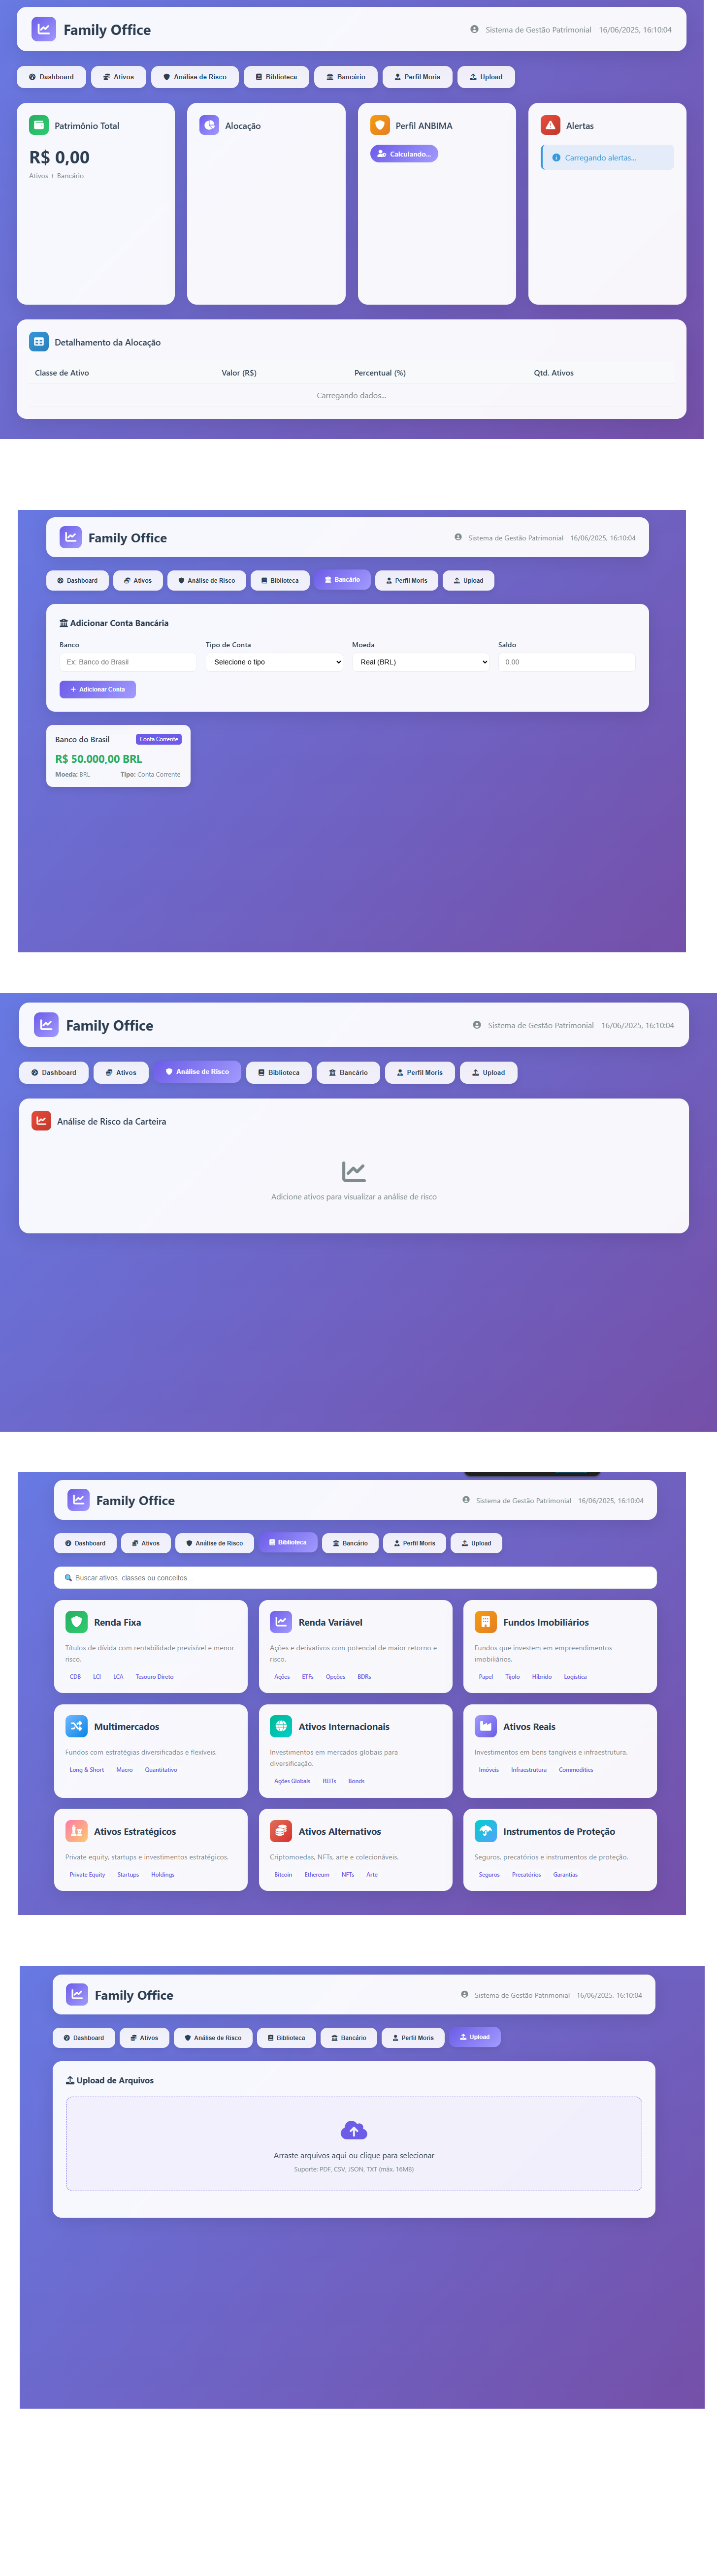 Family Office
Sistema de Gestão Patrimonial 16/06/2025, 16:10:04
Dashboard Ativos Análise de Risco Biblioteca Bancário Perfil Moris Upload
Patrimônio Total Alocação Perfil ANBIMA Alertas
R$ 0,00 Calculando... Carregando alertas...
Ativos + Bancário
Detalhamento da Alocação
Classe de Ativo Valor (R$) Percentual (%) Qtd. Ativos
Carregando dados...
Family Office
Sistema de Gestão Patrimonial 16/06/2025, 16:10:04
Dashboard Ativos Análise de Risco Biblioteca Bancário Perfil Moris Upload
Adicionar Conta Bancária
Banco Tipo de Conta Moeda Saldo
Ex: Banco do Brasil Selecione o tipo Real (BRL) 0.00
+ Adicionar Conta
Banco do Brasil Conta Corrente
R$ 50.000,00 BRL
Moeda: BRL Tipo: Conta Corrente
Family Office
Sistema de Gestão Patrimonial 16/06/2025, 16:10:04
Dashboard Ativos Análise de Risco Biblioteca Bancário Perfil Moris Upload
Análise de Risco da Carteira
Adicione ativos para visualizar a análise de risco
Family Office
Sistema de Gestão Patrimonial 16/06/2025, 16:10:04
Dashboard Ativos Análise de Risco Biblioteca Bancário Perfil Moris Upload
Buscar ativos, classes ou conceitos...
Renda Fixa
Títulos de dívida com rentabilidade previsível e menor
risco.
CDB LCI LCA Tesouro Direto
Renda Variável
Ações e derivativos com potencial de maior retorno e
risco.
Ações ETFs Opções BDRs
Fundos Imobiliários
Fundos que investem em empreendimentos
imobiliários.
Papel Tijolo Híbrido Logística
Multimercados
Fundos com estratégias diversificadas e flexíveis.
Long & Short Macro Quantitativo
Ativos Internacionais
Investimentos em mercados globais para
diversificação.
Ações Globais REITs Bonds
Ativos Reais
Investimentos em bens tangíveis e infraestrutura.
Imóveis Infraestrutura Commodities
Ativos Estratégicos
Private equity, startups e investimentos estratégicos.
Private Equity Startups Holdings
Ativos Alternativos
Criptomoedas, NFTs, arte e colecionáveis.
Bitcoin Ethereum NFTs Arte
Instrumentos de Proteção
Seguros, precatórios e instrumentos de proteção.
Seguros Precatórios Garantias
Family Office
Sistema de Gestão Patrimonial 16/06/2025, 16:10:04
Dashboard Ativos Análise de Risco Biblioteca Bancário Perfil Moris Upload
Upload de Arquivos
Arraste arquivos aqui ou clique para selecionar
Suporte: PDF, CSV, JSON, TXT (máx. 16MB)